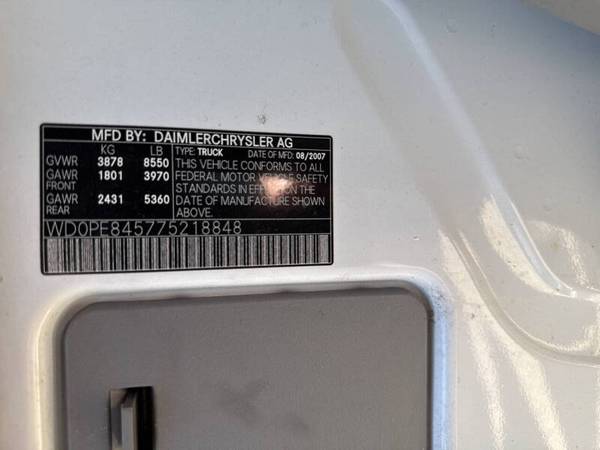 MFD BY: DAIMLERCHRYSLER AG
KG LB TYPE: TRUCK DATE OF MFD: 08/2007
GVWR 3878 8550 THIS VEHICLE CONFORMS TO ALL
GAWR FRONT 1801 3970 FEDERAL MOTOR VEHICLE SAFETY
STANDARDS IN EFFECT ON THE
GAWR REAR 2431 5360 DATE OF MANUFACTURE SHOWN
ABOVE.
WD0PE845775218848